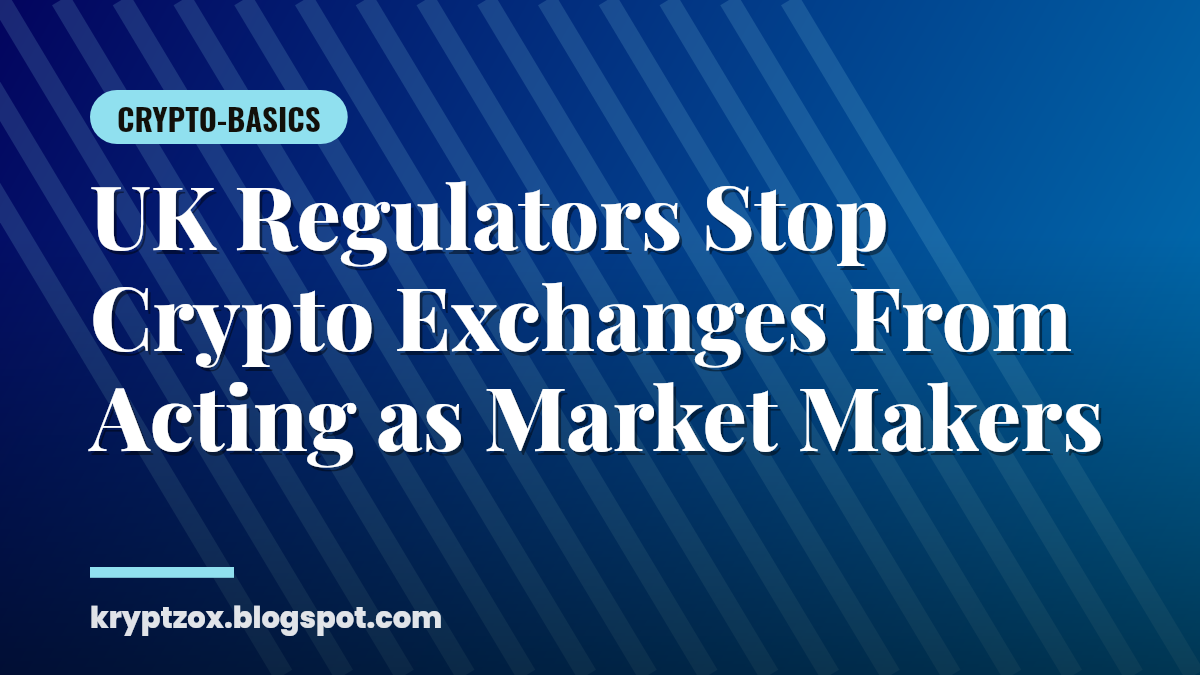 CRYPTO-BASICS
UK Regulators Stop
Crypto Exchanges From
Acting as Market Makers
kryptzox.blogspot.com